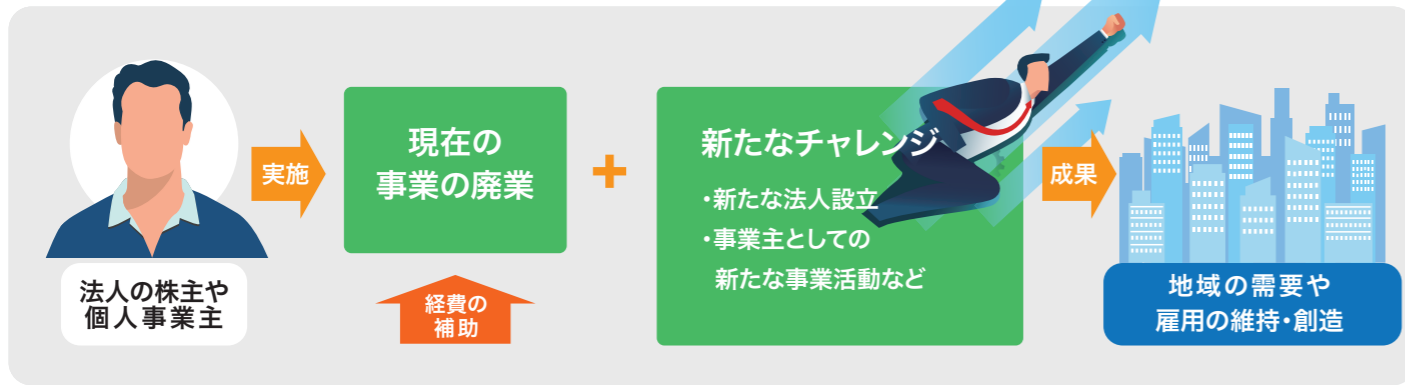 法人の株主や
個人事業主
実施
現在の
事業の廃業
経費の
補助
+
新たなチャレンジ
・新たな法人設立
・事業主としての
新たな事業活動など
成果
地域の需要や
雇用の維持・創造